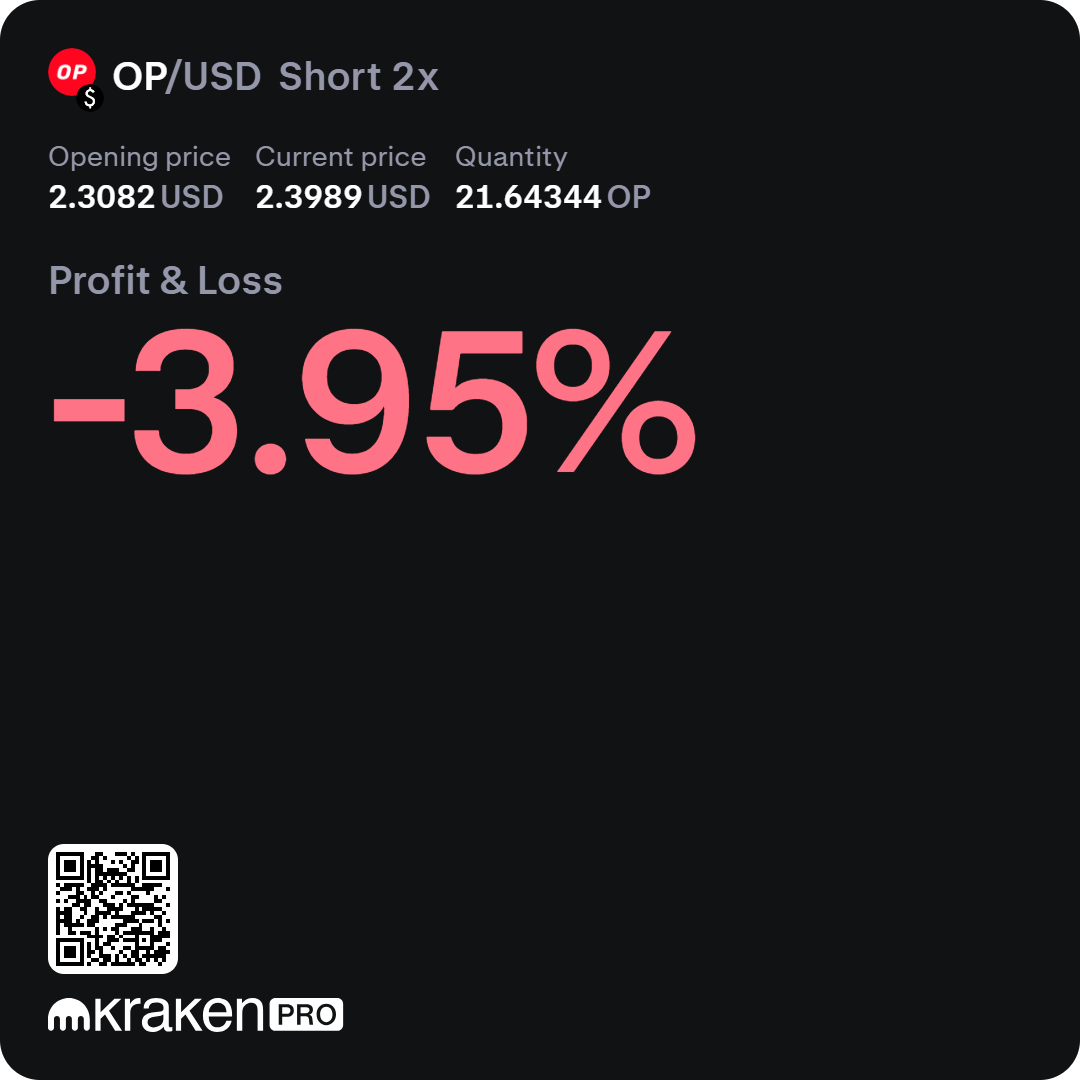 OP OP/USD Short 2x
$
Opening price Current price Quantity
2.3082 USD 2.3989 USD 21.64344 OP
Profit & Loss
-3.95%
kraken PRO